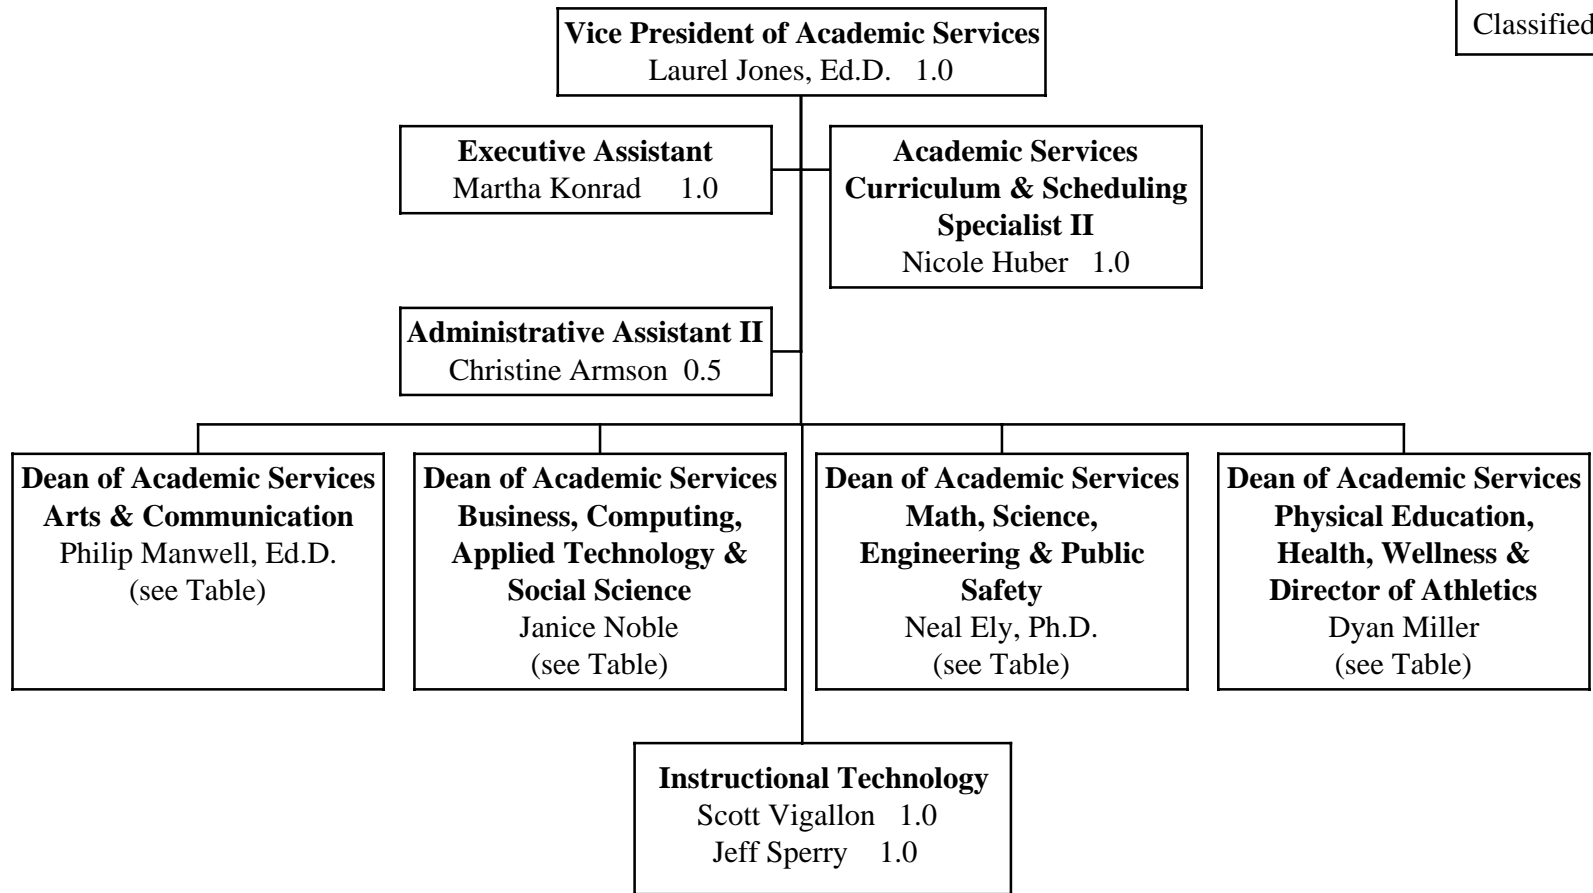 Classified
Vice President of Academic Services
Laurel Jones, Ed.D. 1.0
Executive Assistant
Martha Konrad 1.0
Academic Services
Curriculum & Scheduling
Specialist II
Nicole Huber 1.0
Administrative Assistant II
Christine Armson 0.5
Dean of Academic Services
Arts & Communication
Philip Manwell, Ed.D.
(see Table)
Dean of Academic Services
Business, Computing,
Applied Technology &
Social Science
Janice Noble
(see Table)
Dean of Academic Services
Math, Science,
Engineering & Public
Safety
Neal Ely, Ph.D.
(see Table)
Dean of Academic Services
Physical Education,
Health, Wellness &
Director of Athletics
Dyan Miller
(see Table)
Instructional Technology
Scott Vigallon 1.0
Jeff Sperry 1.0